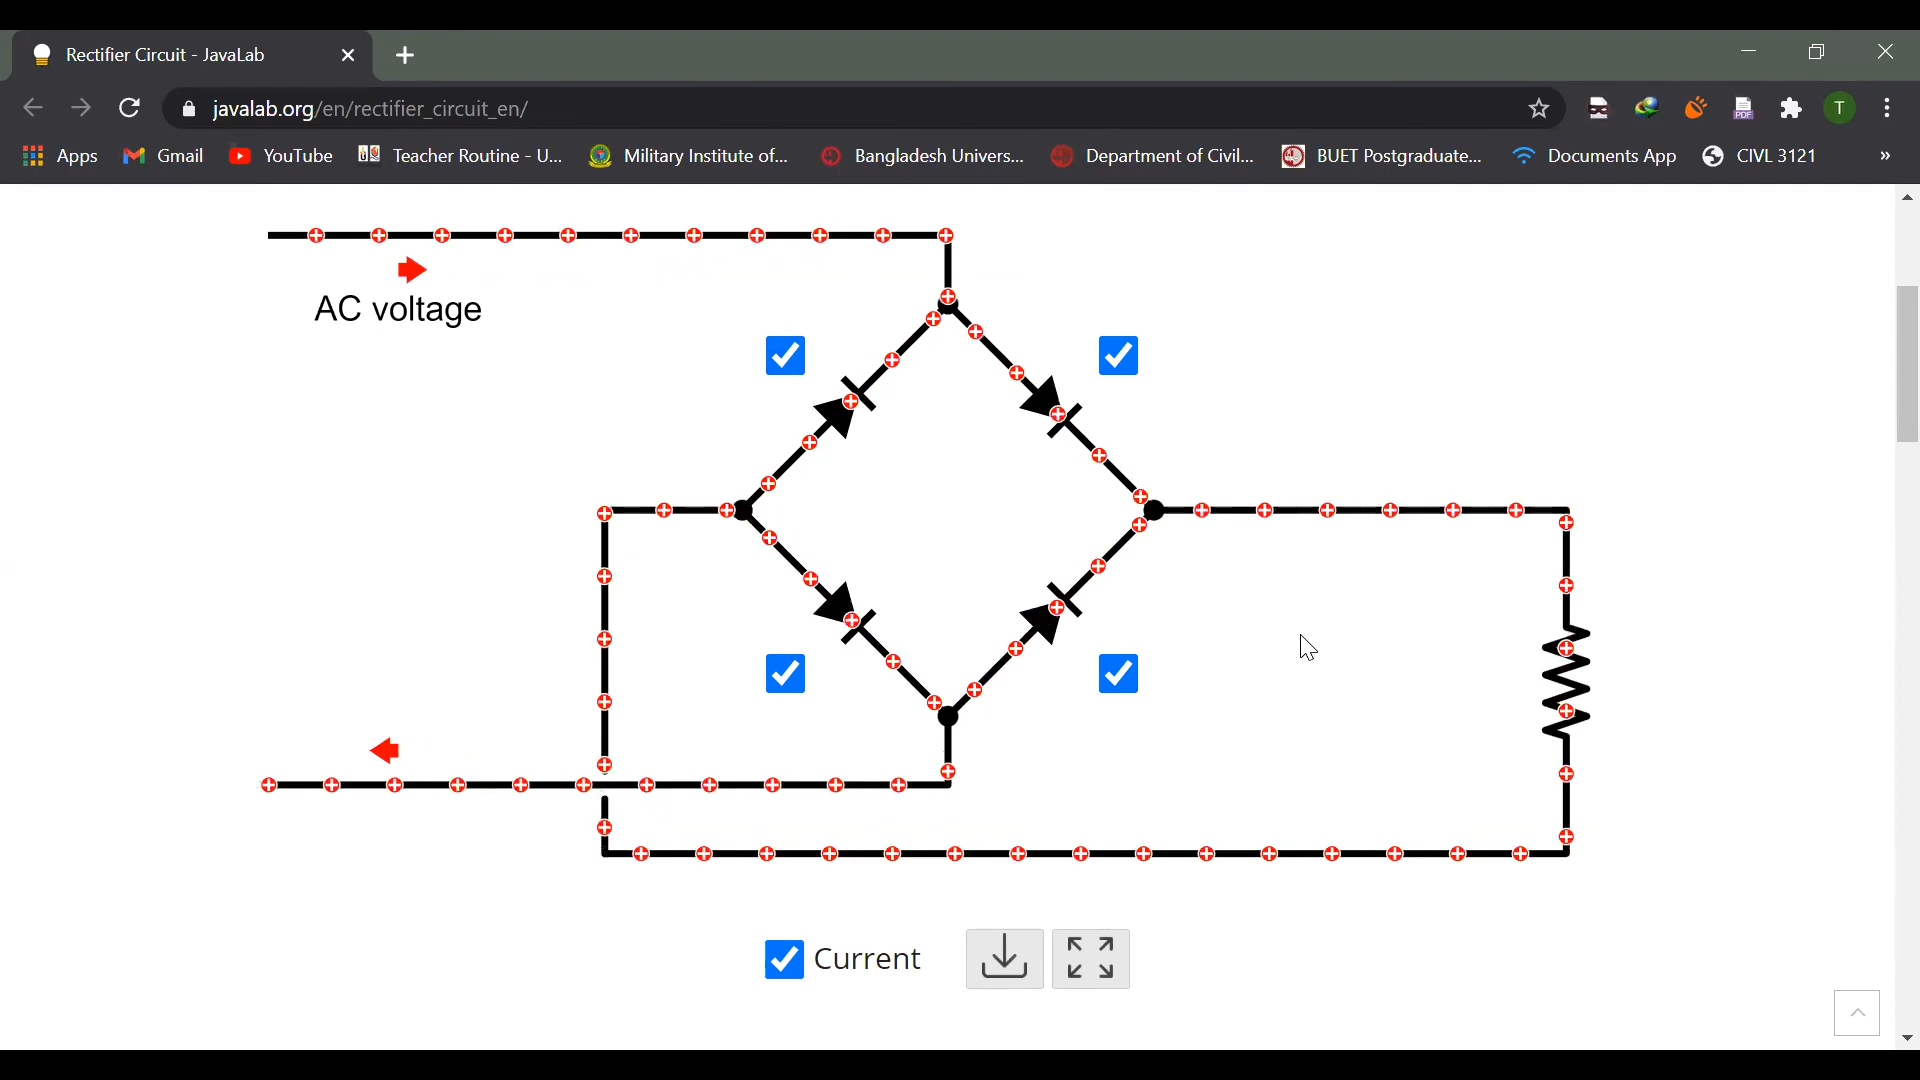 Rectifier Circuit - JavaLab
javalab.org/en/rectifier_circuit_en/
T
Apps
Gmail
YouTube
Teacher Routine - U...
Military Institute of...
Bangladesh Univers...
Department of Civil...
BUET Postgraduate...
Documents App
CIVL 3121
»
AC voltage
Current